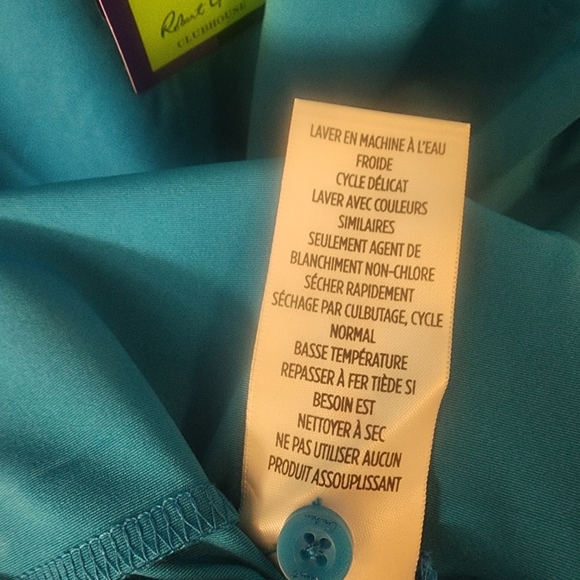 Robert
CLUBHOUSE
LAVER EN MACHINE À L'EAU
FROIDE
CYCLE DÉLICAT
LAVER AVEC COULEURS
SIMILAIRES
SEULEMENT AGENT DE
BLANCHIMENT NON-CHLORE
SÉCHER RAPIDEMENT
SÉCHAGE PAR CULBUTAGE, CYCLE
NORMAL
BASSE TEMPÉRATURE
REPASSER À FER TIÈDE SI
BESOIN EST
NETTOYER À SEC
NE PAS UTILISER AUCUN
PRODUIT ASSOUPLISSANT